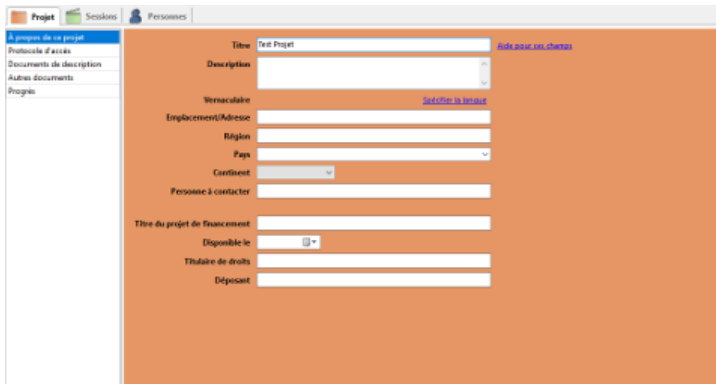 Projet Sessions Personnes
À propos de ce projet
Protocole d'accès
Documents de description
Autres documents
Progrès
Titre Test Projet Aide pour ces champs
Description
Vernaculaire Spécifier la langue
Emplacement/Adresse
Région
Pays
Continent
Personne à contacter
Titre du projet de financement
Disponible le
Titulaire de droits
Déposant